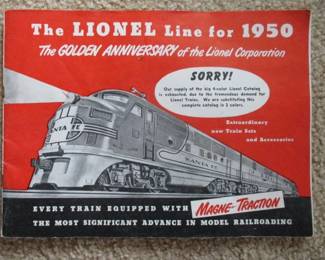 The LIONEL Line for 1950
The GOLDEN ANNIVERSARY of the Lionel Corporation
SORRY!
Our supply of the big 4-color Lionel Catalog
is exhausted, due to the tremendous demand for
Lionel Trains. We are substituting this
complete catalog in 2 colors.
Extraordinary
new Train Sets
and Accessories
SANTA FE
SANTA FE
EVERY TRAIN EQUIPPED WITH MAGNE-TRACTION
THE MOST SIGNIFICANT ADVANCE IN MODEL RAILROADING